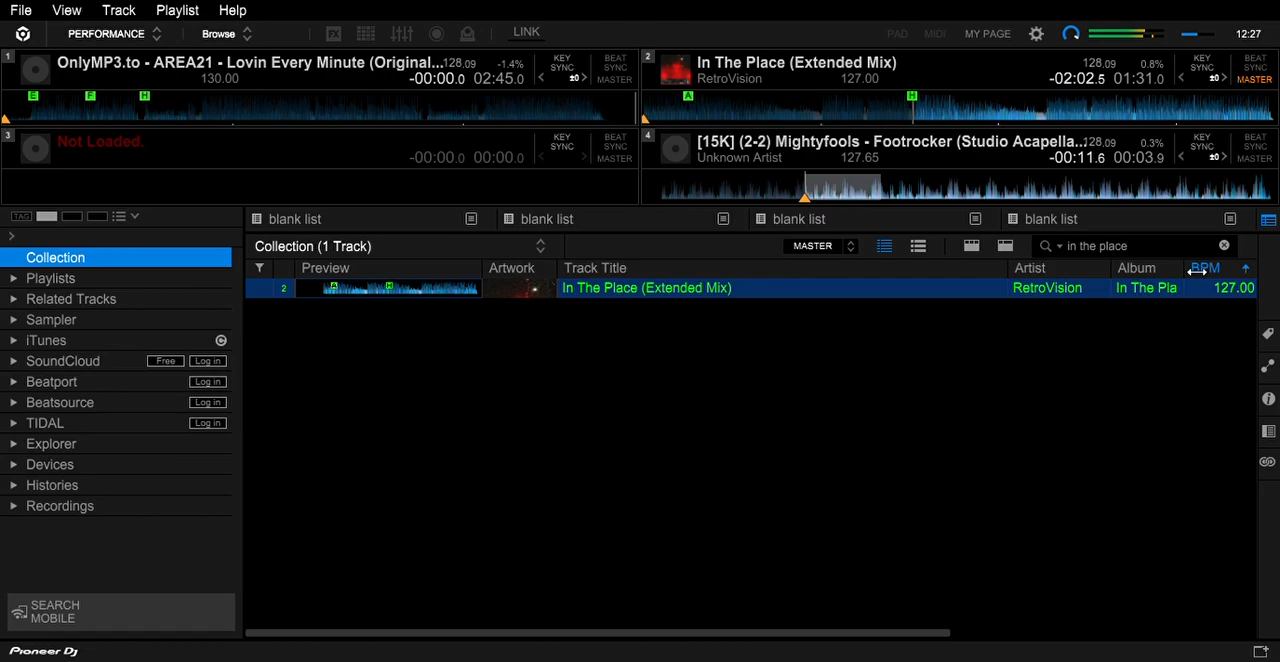 File View Track Playlist Help
PERFORMANCE Browse FX LINK PAD MIDI MY PAGE 12:27
1 OnlyMP3.to - AREA21 - Lovin Every Minute (Original... 128.09 -1.4% KEY SYNC BEAT SYNC
130.00 -00:00.0 02:45.0 ±0 MASTER
E F H
2 In The Place (Extended Mix) 128.09 0.8% KEY SYNC BEAT SYNC
RetroVision 127.00 -02:02.5 01:31.0 ±0 MASTER
A H
3 Not Loaded. KEY SYNC BEAT SYNC
-00:00.0 00:00.0 MASTER
4 [15K] (2-2) Mightyfools - Footrocker (Studio Acapella... 128.09 0.3% KEY SYNC BEAT SYNC
Unknown Artist 127.65 -00:11.6 00:03.9 ±0 MASTER
TAG
blank list blank list blank list blank list
Collection (1 Track) MASTER in the place
Preview Artwork Track Title Artist Album BPM
2 A H In The Place (Extended Mix) RetroVision In The Pla 127.00
Collection
Playlists
Related Tracks
Sampler
iTunes
SoundCloud Free Log in
Beatport Log in
Beatsource Log in
TIDAL Log in
Explorer
Devices
Histories
Recordings
SEARCH
MOBILE
Pioneer Dj